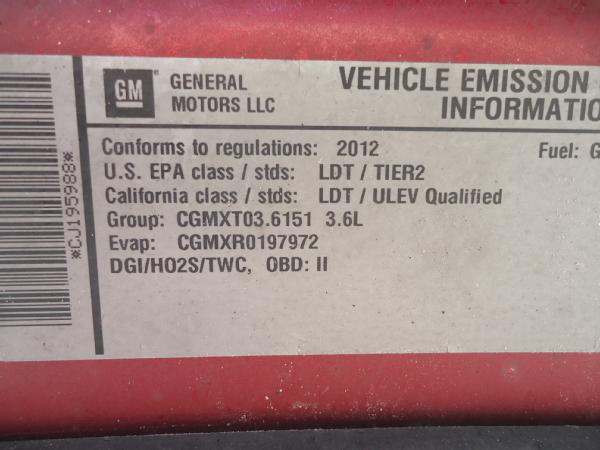 GM GENERAL MOTORS LLC
VEHICLE EMISSION
INFORMATIO
Conforms to regulations: 2012 Fuel: G
U.S. EPA class / stds: LDT / TIER2
California class / stds: LDT / ULEV Qualified
Group: CGMXT03.6151 3.6L
Evap: CGMXR0197972
DGI/HO2S/TWC, OBD: II
*CJ195988*